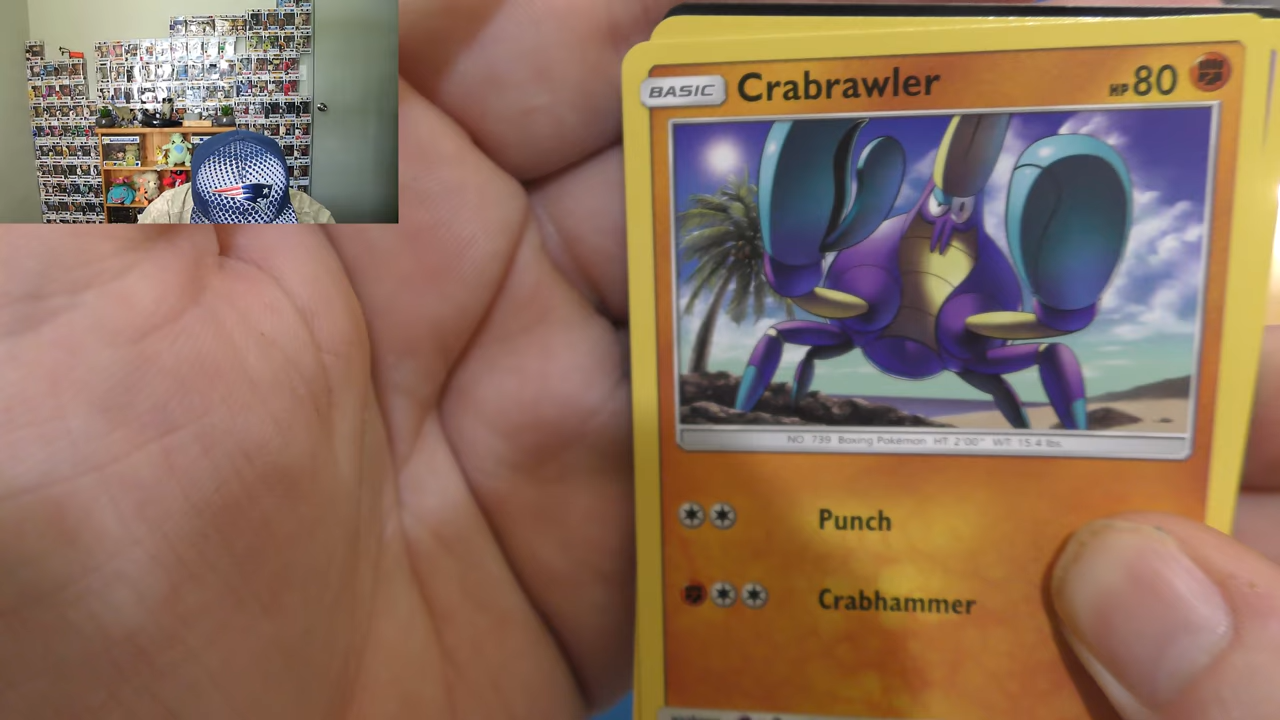 BASIC Crabrawler HP 80
NO 739 Boxing Pokémon HT 2'00" WT 15.4 lbs.
Punch
Crabhammer